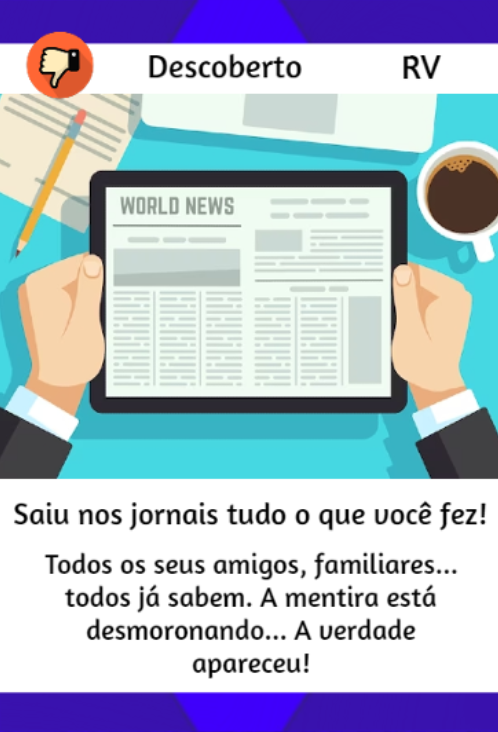 Descoberto RV
WORLD NEWS
Saiu nos jornais tudo o que você fez!
Todos os seus amigos, familiares...
todos já sabem. A mentira está
desmoronando... A verdade
apareceu!